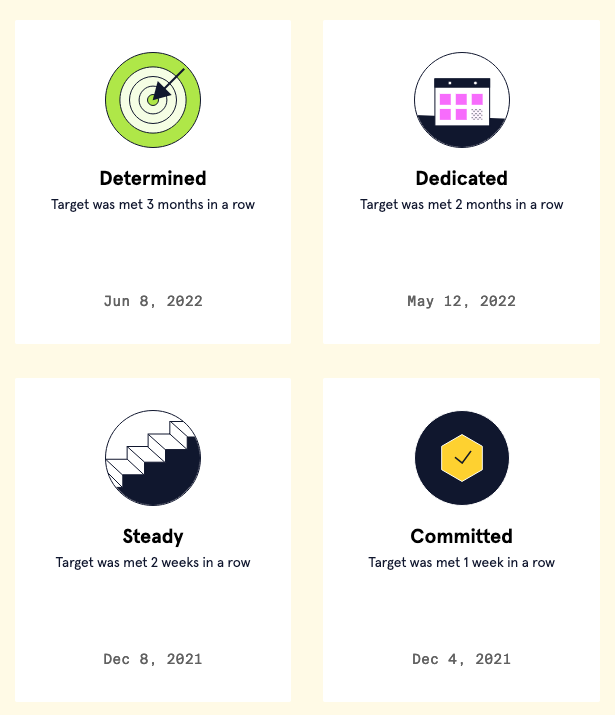 Determined
Target was met 3 months in a row
Jun 8, 2022
Dedicated
Target was met 2 months in a row
May 12, 2022
Steady
Target was met 2 weeks in a row
Dec 8, 2021
Committed
Target was met 1 week in a row
Dec 4, 2021